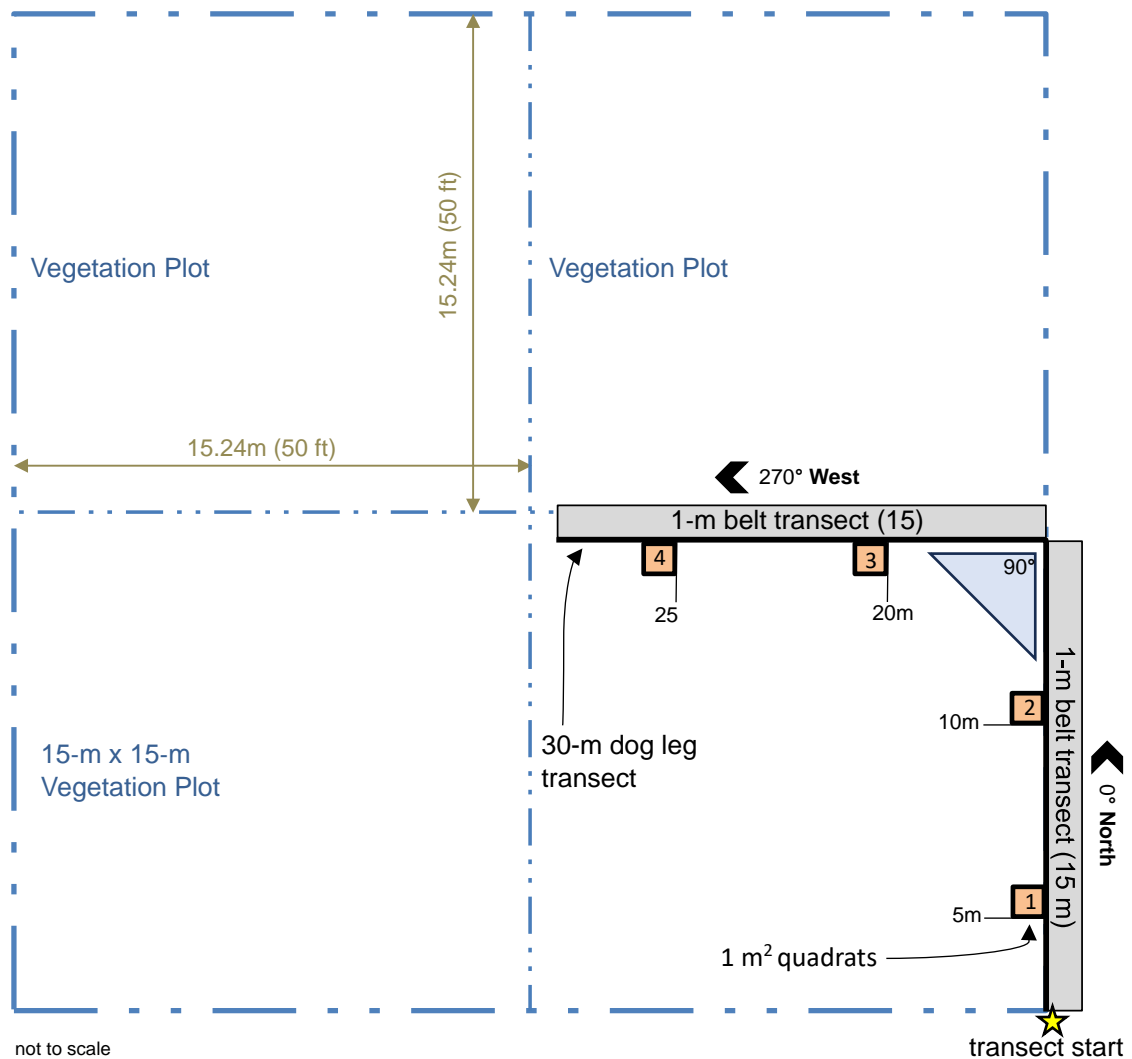 15.24m (50 ft)
Vegetation Plot
Vegetation Plot
15.24m (50 ft)
270° West
1-m belt transect (15)
4
3
90°
25
20m
1-m belt transect (15 m)
2
10m
30-m dog leg
transect
15-m x 15-m
Vegetation Plot
0° North
1
5m
1 m² quadrats
not to scale
transect start